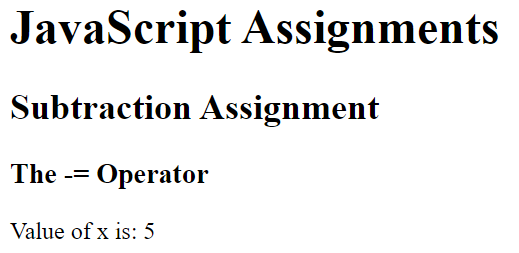 JavaScript Assignments
Subtraction Assignment
The -= Operator
Value of x is: 5